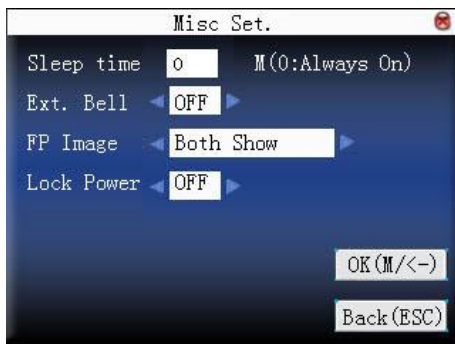 Misc Set.
Sleep time 0 M(0:Always On)
Ext. Bell OFF
FP Image Both Show
Lock Power OFF
OK(M/<-)
Back(ESC)